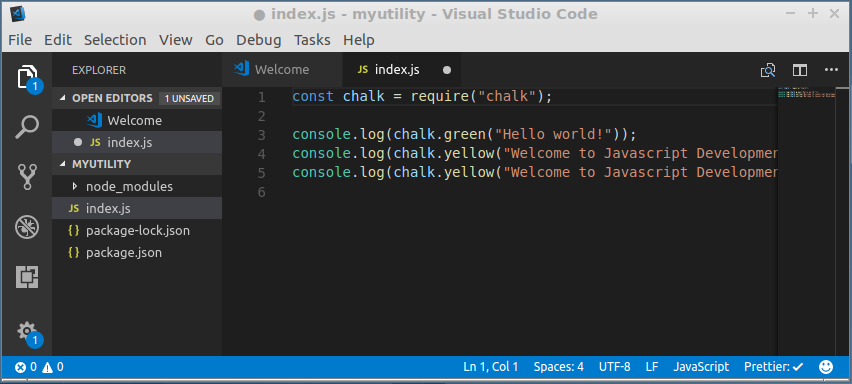 ● index.js - myutility - Visual Studio Code
File Edit Selection View Go Debug Tasks Help
1
EXPLORER
OPEN EDITORS 1 UNSAVED
Welcome
● JS index.js
MYUTILITY
node_modules
JS index.js
{ } package-lock.json
{ } package.json
1
Welcome
JS index.js ●
1 const chalk = require("chalk");
2
3 console.log(chalk.green("Hello world!"));
4 console.log(chalk.yellow("Welcome to Javascript Developmen
5 console.log(chalk.yellow("Welcome to Javascript Developmen
6
0 0 Ln 1, Col 1 Spaces: 4 UTF-8 LF JavaScript Prettier: ✓